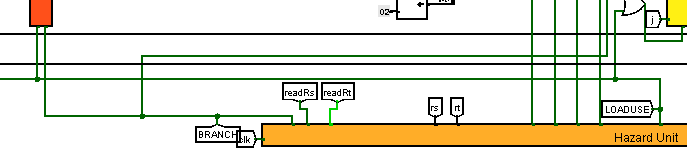 02
j
readRs
readRt
rs
rt
LOADUSE
BRANCH
clk
Hazard Unit